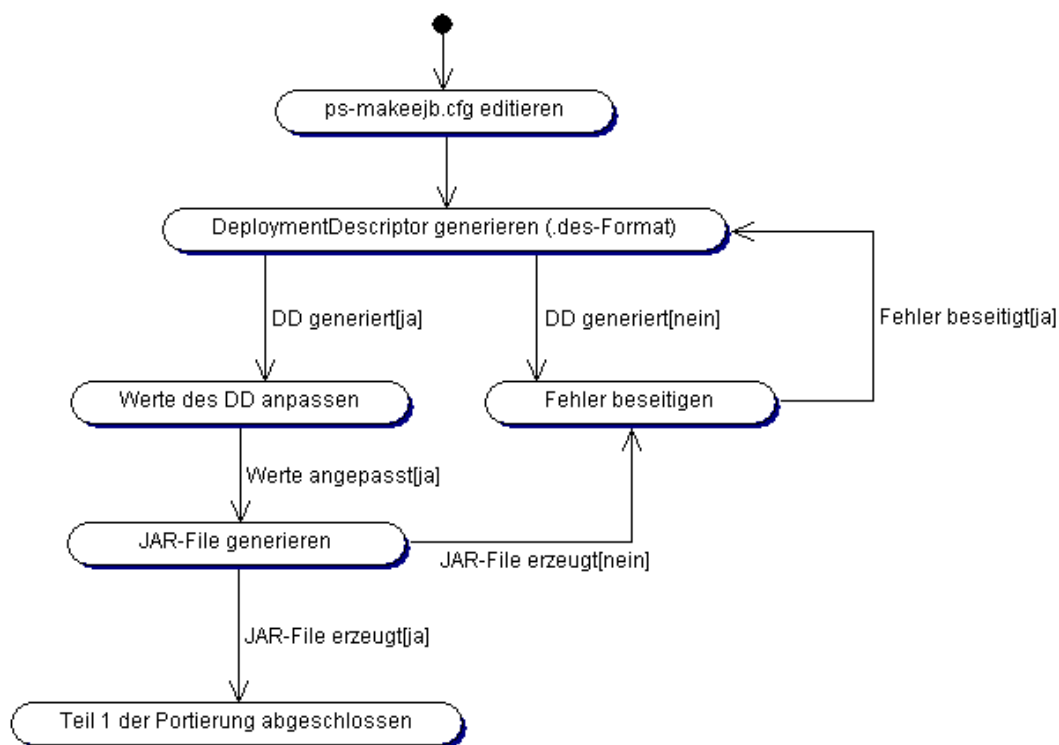 ps-makeejb.cfg editieren
DeploymentDescriptor generieren (.des-Format)
DD generiert[ja]
DD generiert[nein]
Fehler beseitigt[ja]
Werte des DD anpassen
Fehler beseitigen
Werte angepasst[ja]
JAR-File generieren
JAR-File erzeugt[nein]
JAR-File erzeugt[ja]
Teil 1 der Portierung abgeschlossen